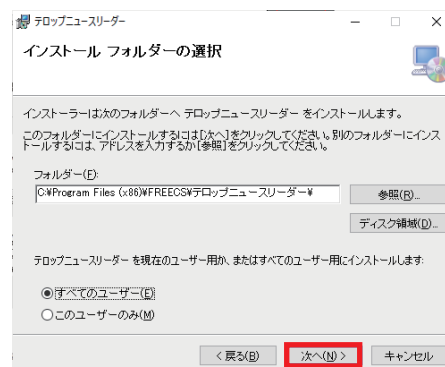 テロップニュースリーダー
インストール フォルダーの選択
インストーラーは次のフォルダーへ テロップニュースリーダー をインストールします。
このフォルダーにインストールするには[次へ]をクリックしてください。別のフォルダーにインス
トールするには、アドレスを入力するか[参照]をクリックしてください。
フォルダー(F):
C:¥Program Files (x86)¥FREECS¥テロップニュースリーダー¥
参照(R)...
ディスク領域(D)...
テロップニュースリーダー を現在のユーザー用か、またはすべてのユーザー用にインストールします:
すべてのユーザー(E)
このユーザーのみ(M)
< 戻る(B)
次へ(N) >
キャンセル